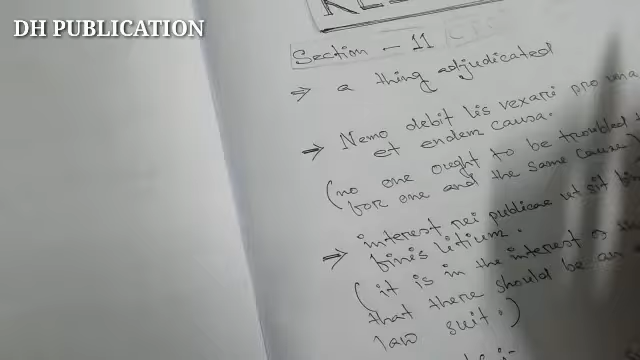 DH PUBLICATION
Section - 11 C
⇒ a thing adjudicated
⇒ Nemo debit lis vexari pro una
et endem causa.
(no one ought to be troubled
for one and the same cause)
⇒ interest rei publicae ut sit
finis litium.
(it is in the interest of
that there should be an
law suit.)